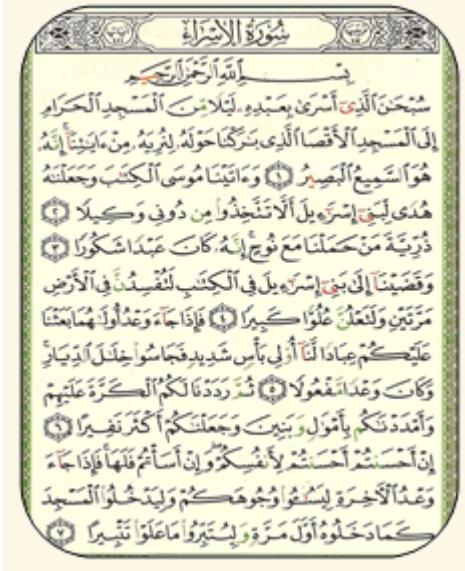 سُورَةُ الإِسْرَاءِ
بِسْمِ ٱللَّهِ ٱلرَّحْمَٰنِ ٱلرَّحِيمِ
سُبْحَٰنَ ٱلَّذِىٓ أَسْرَىٰ بِعَبْدِهِۦ لَيْلًا مِّنَ ٱلْمَسْجِدِ ٱلْحَرَامِ
إِلَى ٱلْمَسْجِدِ ٱلْأَقْصَا ٱلَّذِى بَٰرَكْنَا حَوْلَهُۥ لِنُرِيَهُۥ مِنْ ءَايَٰتِنَآ ۚ إِنَّهُۥ
هُوَ ٱلسَّمِيعُ ٱلْبَصِيرُ ١ وَءَاتَيْنَا مُوسَى ٱلْكِتَٰبَ وَجَعَلْنَٰهُ
هُدًى لِّبَنِىٓ إِسْرَٰٓءِيلَ أَلَّا تَتَّخِذُوا۟ مِن دُونِى وَكِيلًا ٢
ذُرِّيَّةَ مَنْ حَمَلْنَا مَعَ نُوحٍ ۚ إِنَّهُۥ كَانَ عَبْدًا شَكُورًا ٣
وَقَضَيْنَآ إِلَىٰ بَنِىٓ إِسْرَٰٓءِيلَ فِى ٱلْكِتَٰبِ لَتُفْسِدُنَّ فِى ٱلْأَرْضِ
مَرَّتَيْنِ وَلَتَعْلُنَّ عُلُوًّا كَبِيرًا ٤ فَإِذَا جَآءَ وَعْدُ أُولَىٰهُمَا بَعَثْنَا
عَلَيْكُمْ عِبَادًا لَّنَآ أُو۟لِى بَأْسٍ شَدِيدٍ فَجَاسُوا۟ خِلَٰلَ ٱلدِّيَارِ ۚ
وَكَانَ وَعْدًا مَّفْعُولًا ٥ ثُمَّ رَدَدْنَا لَكُمُ ٱلْكَرَّةَ عَلَيْهِمْ
وَأَمْدَدْنَٰكُم بِأَمْوَٰلٍ وَبَنِينَ وَجَعَلْنَٰكُمْ أَكْثَرَ نَفِيرًا ٦
إِنْ أَحْسَنتُمْ أَحْسَنتُمْ لِأَنفُسِكُمْ ۖ وَإِنْ أَسَأْتُمْ فَلَهَا ۚ فَإِذَا جَآءَ
وَعْدُ ٱلْءَاخِرَةِ لِيَسُۥٓـُٔوا۟ وُجُوهَكُمْ وَلِيَدْخُلُوا۟ ٱلْمَسْجِدَ
كَمَا دَخَلُوهُ أَوَّلَ مَرَّةٍ وَلِيُتَبِّرُوا۟ مَا عَلَوْا۟ تَتْبِيرًا ٧